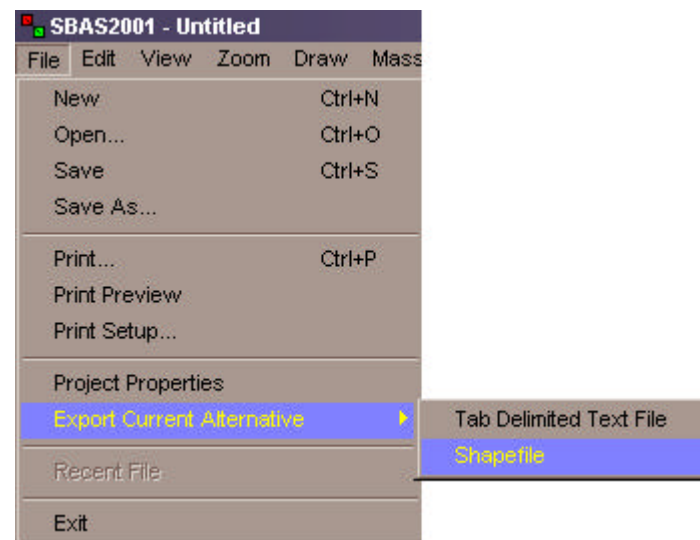 SBAS2001 - Untitled
File Edit View Zoom Draw Mass
New Ctrl+N
Open... Ctrl+O
Save Ctrl+S
Save As...
Print... Ctrl+P
Print Preview
Print Setup...
Project Properties
Export Current Alternative Tab Delimited Text File
Shapefile
Recent File
Exit